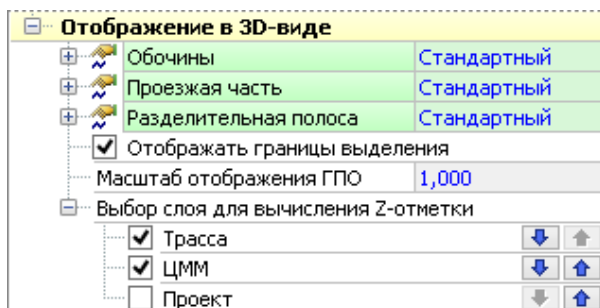 Отображение в 3D-виде
Обочины Стандартный
Проезжая часть Стандартный
Разделительная полоса Стандартный
Отображать границы выделения
Масштаб отображения ГПО 1,000
Выбор слоя для вычисления Z-отметки
Трасса
ЦММ
Проект